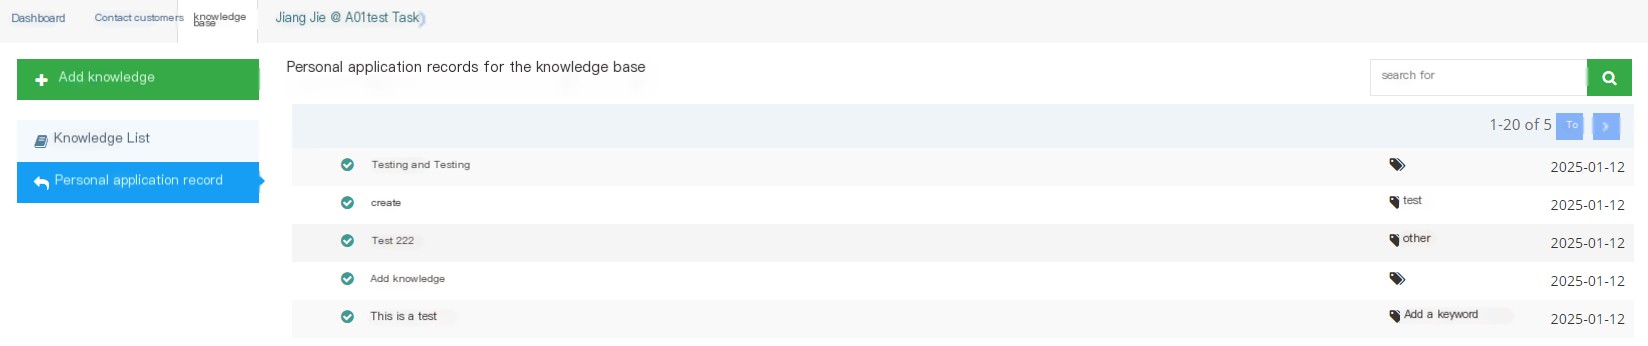 Dashboard
Contact customers
knowledge
base
Jiang Jie @ A01test Task
Add knowledge
Personal application records for the knowledge base
search for
Knowledge List
Personal application record
1-20 of 5 To
Testing and Testing 2025-01-12
create test 2025-01-12
Test 222 other 2025-01-12
Add knowledge 2025-01-12
This is a test Add a keyword 2025-01-12